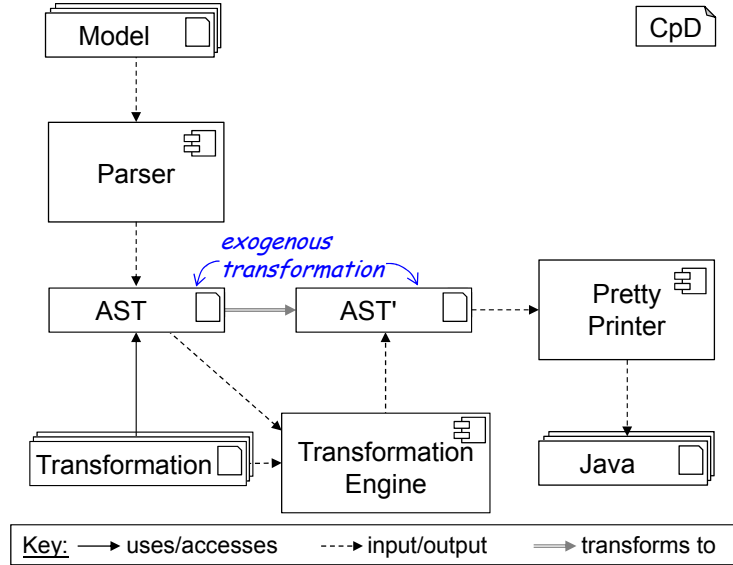 Model
CpD
Parser
exogenous
transformation
AST
AST'
Pretty
Printer
Transformation
Transformation
Engine
Java
Key: uses/accesses input/output transforms to